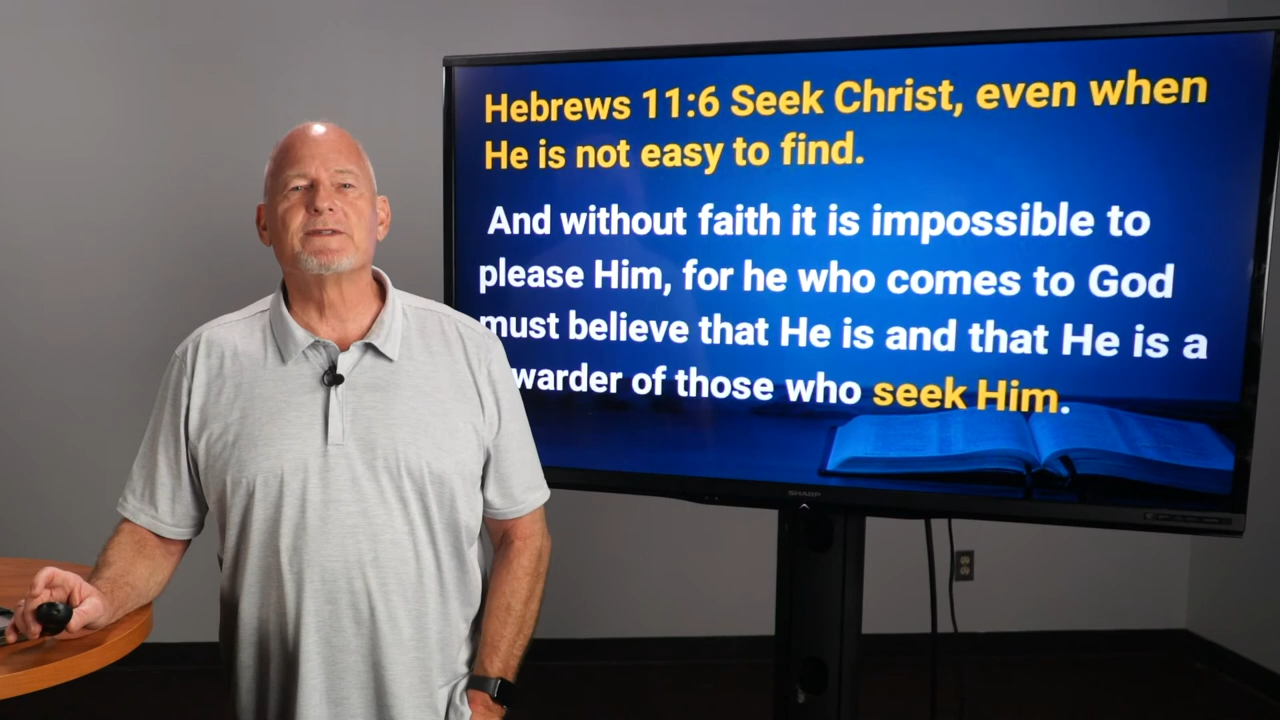 Hebrews 11:6 Seek Christ, even when
He is not easy to find.
And without faith it is impossible to
please Him, for he who comes to God
must believe that He is and that He is a
warder of those who seek Him.
SHARP